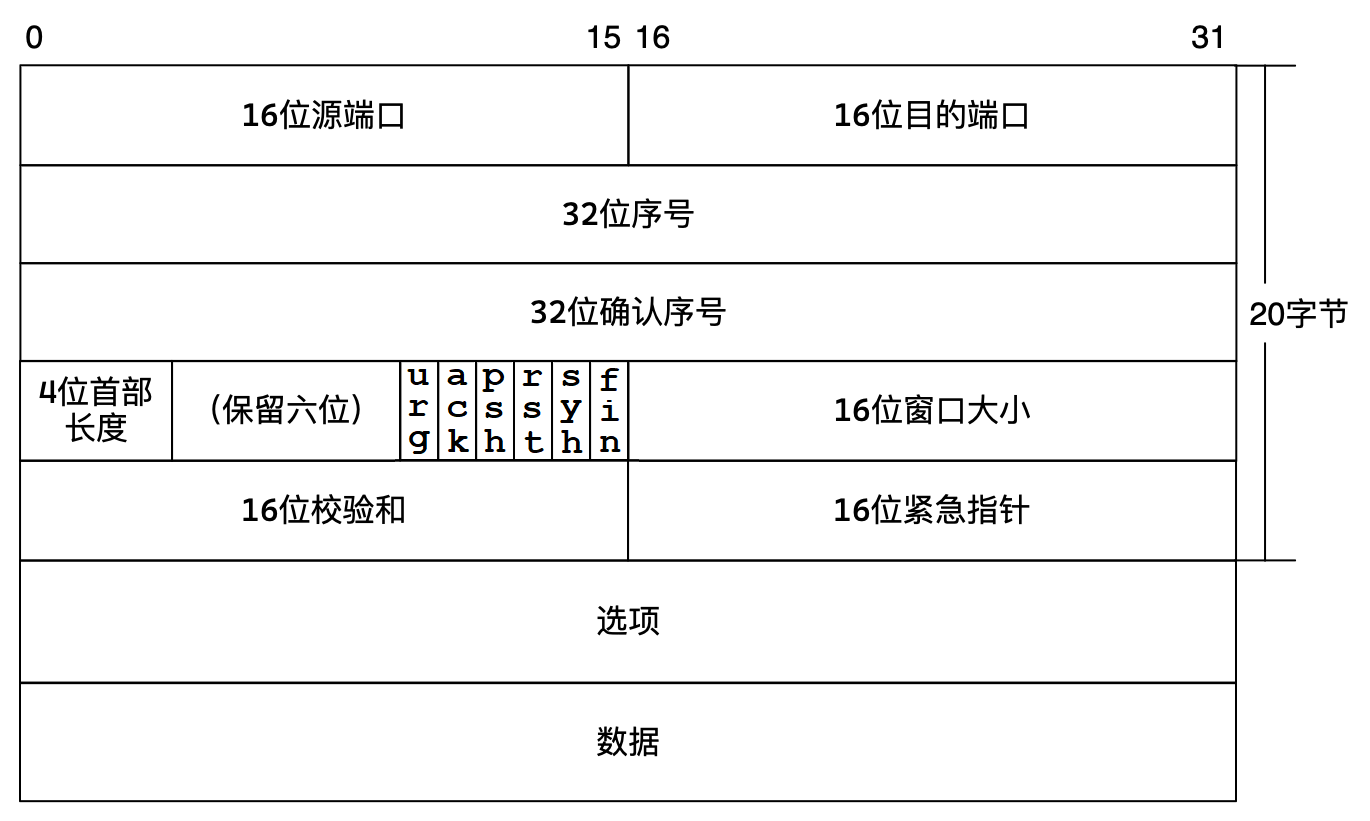 0 15 16 31
16位源端口 16位目的端口
32位序号
32位确认序号
20字节
4位首部
长度
(保留六位)
urg ack psh rst syh fin
16位窗口大小
16位校验和 16位紧急指针
选项
数据